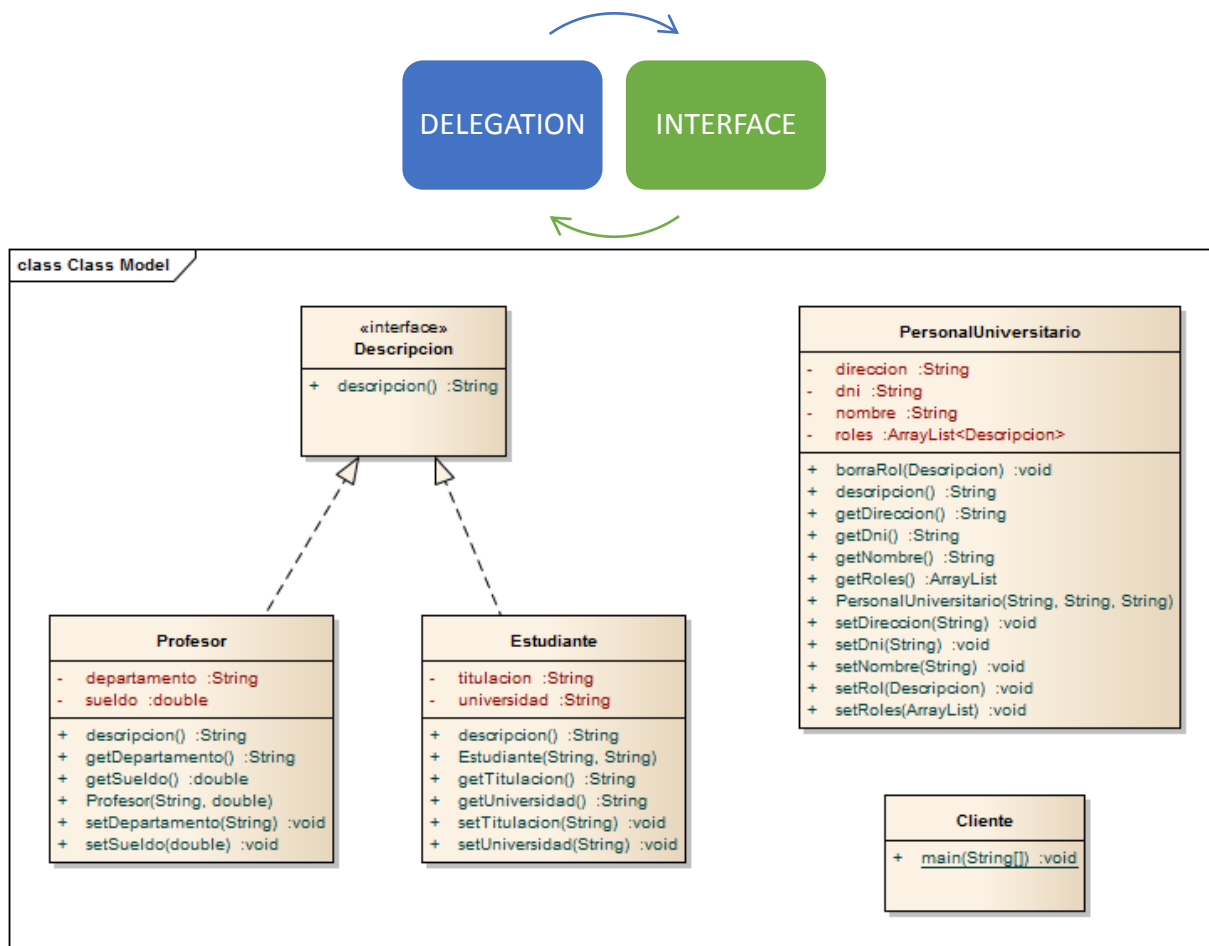 DELEGATION
INTERFACE
class Class Model
«interface»
Descripcion
+ descripcion() :String
PersonalUniversitario
- direccion :String
- dni :String
- nombre :String
- roles :ArrayList<Descripcion>
+ borraRol(Descripcion) :void
+ descripcion() :String
+ getDireccion() :String
+ getDni() :String
+ getNombre() :String
+ getRoles() :ArrayList
+ PersonalUniversitario(String, String, String)
+ setDireccion(String) :void
+ setDni(String) :void
+ setNombre(String) :void
+ setRol(Descripcion) :void
+ setRoles(ArrayList) :void
Profesor
- departamento :String
- sueldo :double
+ descripcion() :String
+ getDepartamento() :String
+ getSueldo() :double
+ Profesor(String, double)
+ setDepartamento(String) :void
+ setSueldo(double) :void
Estudiante
- titulacion :String
- universidad :String
+ descripcion() :String
+ Estudiante(String, String)
+ getTitulacion() :String
+ getUniversidad() :String
+ setTitulacion(String) :void
+ setUniversidad(String) :void
Cliente
+ main(String[]) :void